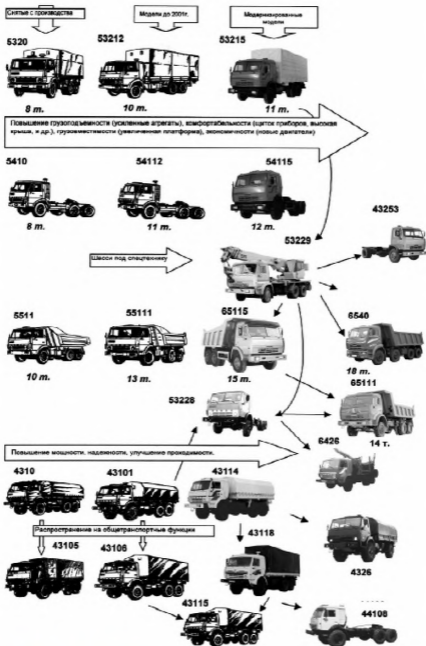 Снятые с производства
Модели до 2001г.
Модернизированные
модели
5320
53212
53215
8 т.
10 т.
11 т.
Повышение грузоподъемности (усиленные агрегаты), комфортабельности (щиток приборов, высокая
крыша, и др.), грузовместимости (увеличенная платформа), экономичности (новые двигатели)
5410
54112
54115
8 т.
11 т.
12 т.
43253
53229
Шасси под спецтехнику
5511
55111
65115
6540
10 т.
13 т.
15 т.
18 т.
65111
53228
14 т.
6426
Повышение мощности, надежности, улучшение проходимости.
4310
43101
43114
Распространение на общетранспортные функции
43105
43106
43118
4326
43115
44108